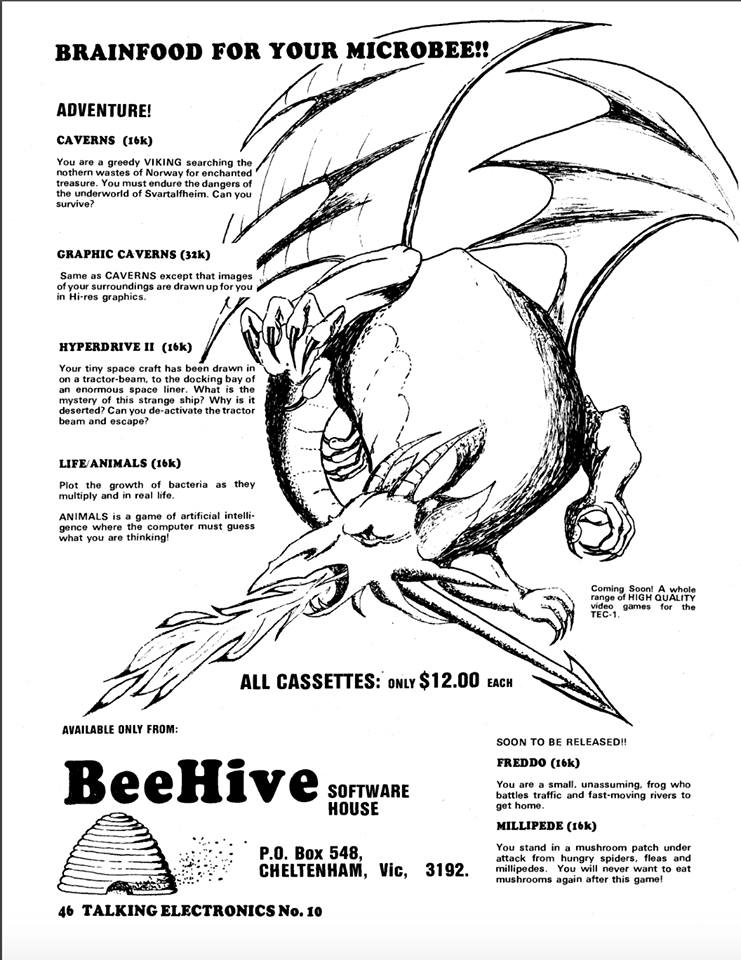 BRAINFOOD FOR YOUR MICROBEE!!
ADVENTURE!
CAVERNS (16k)
You are a greedy VIKING searching the
nothern wastes of Norway for enchanted
treasure. You must endure the dangers of
the underworld of Svartalfheim. Can you
survive?
GRAPHIC CAVERNS (32k)
Same as CAVERNS except that images
of your surroundings are drawn up for you
in Hi-res graphics.
HYPERDRIVE II (16k)
Your tiny space craft has been drawn in
on a tractor-beam, to the docking bay of
an enormous space liner. What is the
mystery of this strange ship? Why is it
deserted? Can you de-activate the tractor
beam and escape?
LIFE/ANIMALS (16k)
Plot the growth of bacteria as they
multiply and in real life.
ANIMALS is a game of artificial intelli-
gence where the computer must guess
what you are thinking!
Coming Soon! A whole
range of HIGH QUALITY
video games for the
TEC-1.
ALL CASSETTES: ONLY $12.00 EACH
AVAILABLE ONLY FROM:
BeeHive SOFTWARE
HOUSE
P.O. Box 548,
CHELTENHAM, Vic, 3192.
SOON TO BE RELEASED!!
FREDDO (16k)
You are a small, unassuming, frog who
battles traffic and fast-moving rivers to
get home.
MILLIPEDE (16k)
You stand in a mushroom patch under
attack from hungry spiders, fleas and
millipedes. You will never want to eat
mushrooms again after this game!
46 TALKING ELECTRONICS No. 10